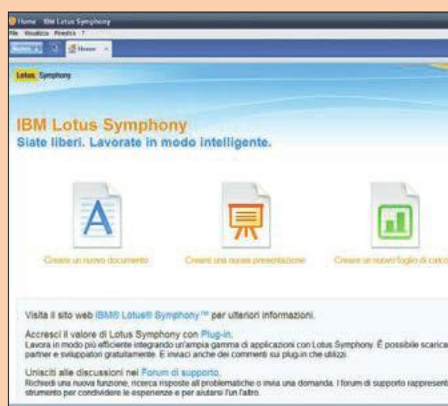 Home - IBM Lotus Symphony
File Visualizza Finestra ?
Nuovo Home
Lotus Symphony
IBM Lotus Symphony
Siate liberi. Lavorate in modo intelligente.
Creare un nuovo documento Creare una nuova presentazione Creare un nuovo foglio di calco
Visita il sito web IBM® Lotus® Symphony™ per ulteriori informazioni.
Accresci il valore di Lotus Symphony con Plug-in.
Lavora in modo più efficiente integrando un'ampia gamma di applicazioni con Lotus Symphony. È possibile scarica
partner e sviluppatori gratuitamente. E inviaci anche dei commenti sui plug-in che utilizzi.
Unisciti alle discussioni nei Forum di supporto.
Richiedi una nuova funzione, ricerca risposte all problematiche o invia una domanda. I forum di supporto rappresent
strumento per condividere le esperienze e per aiutarsi l'un l'altro.